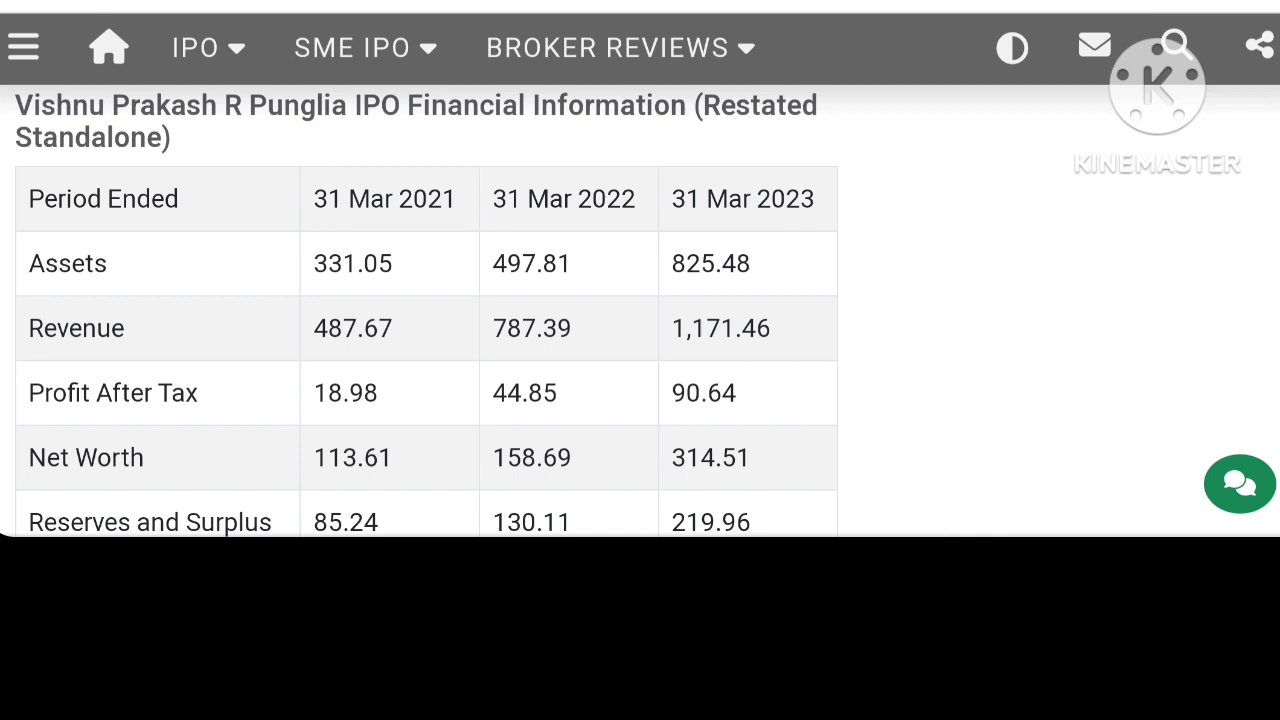 IPO SME IPO BROKER REVIEWS
K
KINEMASTER
Vishnu Prakash R Punglia IPO Financial Information (Restated
Standalone)
Period Ended 31 Mar 2021 31 Mar 2022 31 Mar 2023
Assets 331.05 497.81 825.48
Revenue 487.67 787.39 1,171.46
Profit After Tax 18.98 44.85 90.64
Net Worth 113.61 158.69 314.51
Reserves and Surplus 85.24 130.11 219.96